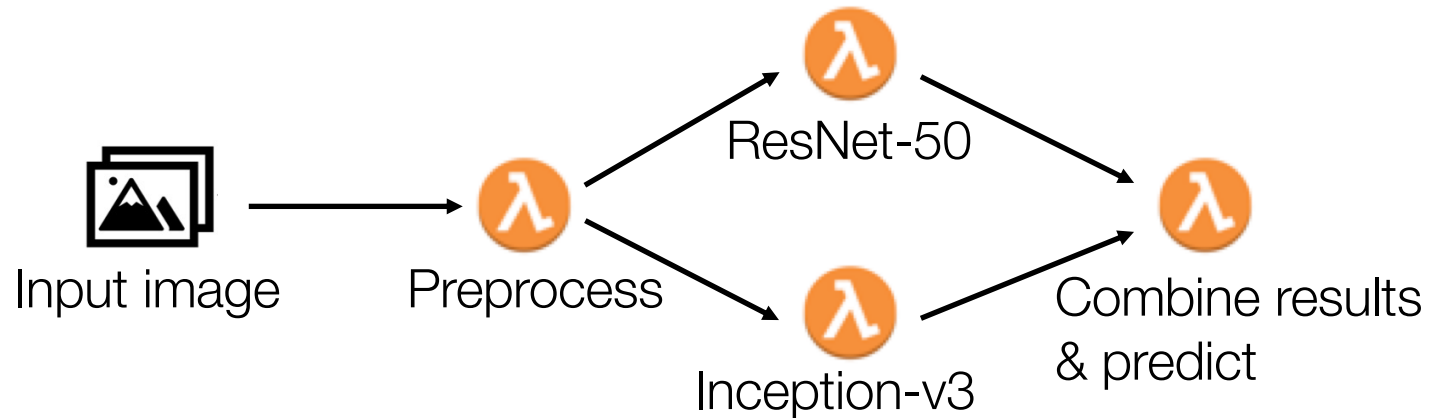 λ
ResNet-50
λ
λ
Input image
Preprocess
Combine results
& predict
λ
Inception-v3